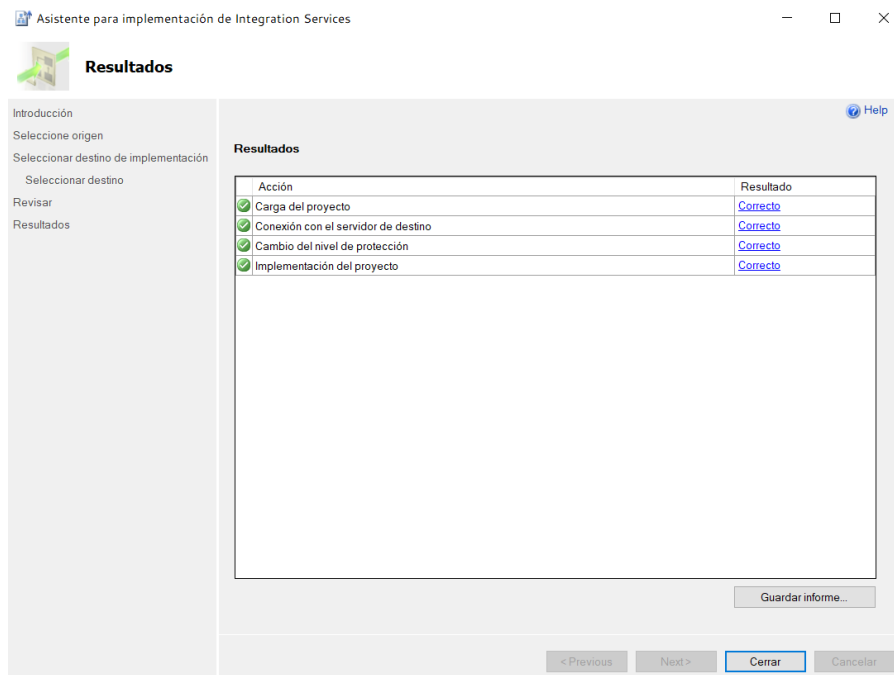 Asistente para implementación de Integration Services
Resultados
Help
Introducción
Seleccione origen
Seleccionar destino de implementación
Seleccionar destino
Revisar
Resultados
Resultados
Acción Resultado
Carga del proyecto Correcto
Conexión con el servidor de destino Correcto
Cambio del nivel de protección Correcto
Implementación del proyecto Correcto
Guardar informe...
< Previous Next > Cerrar Cancelar